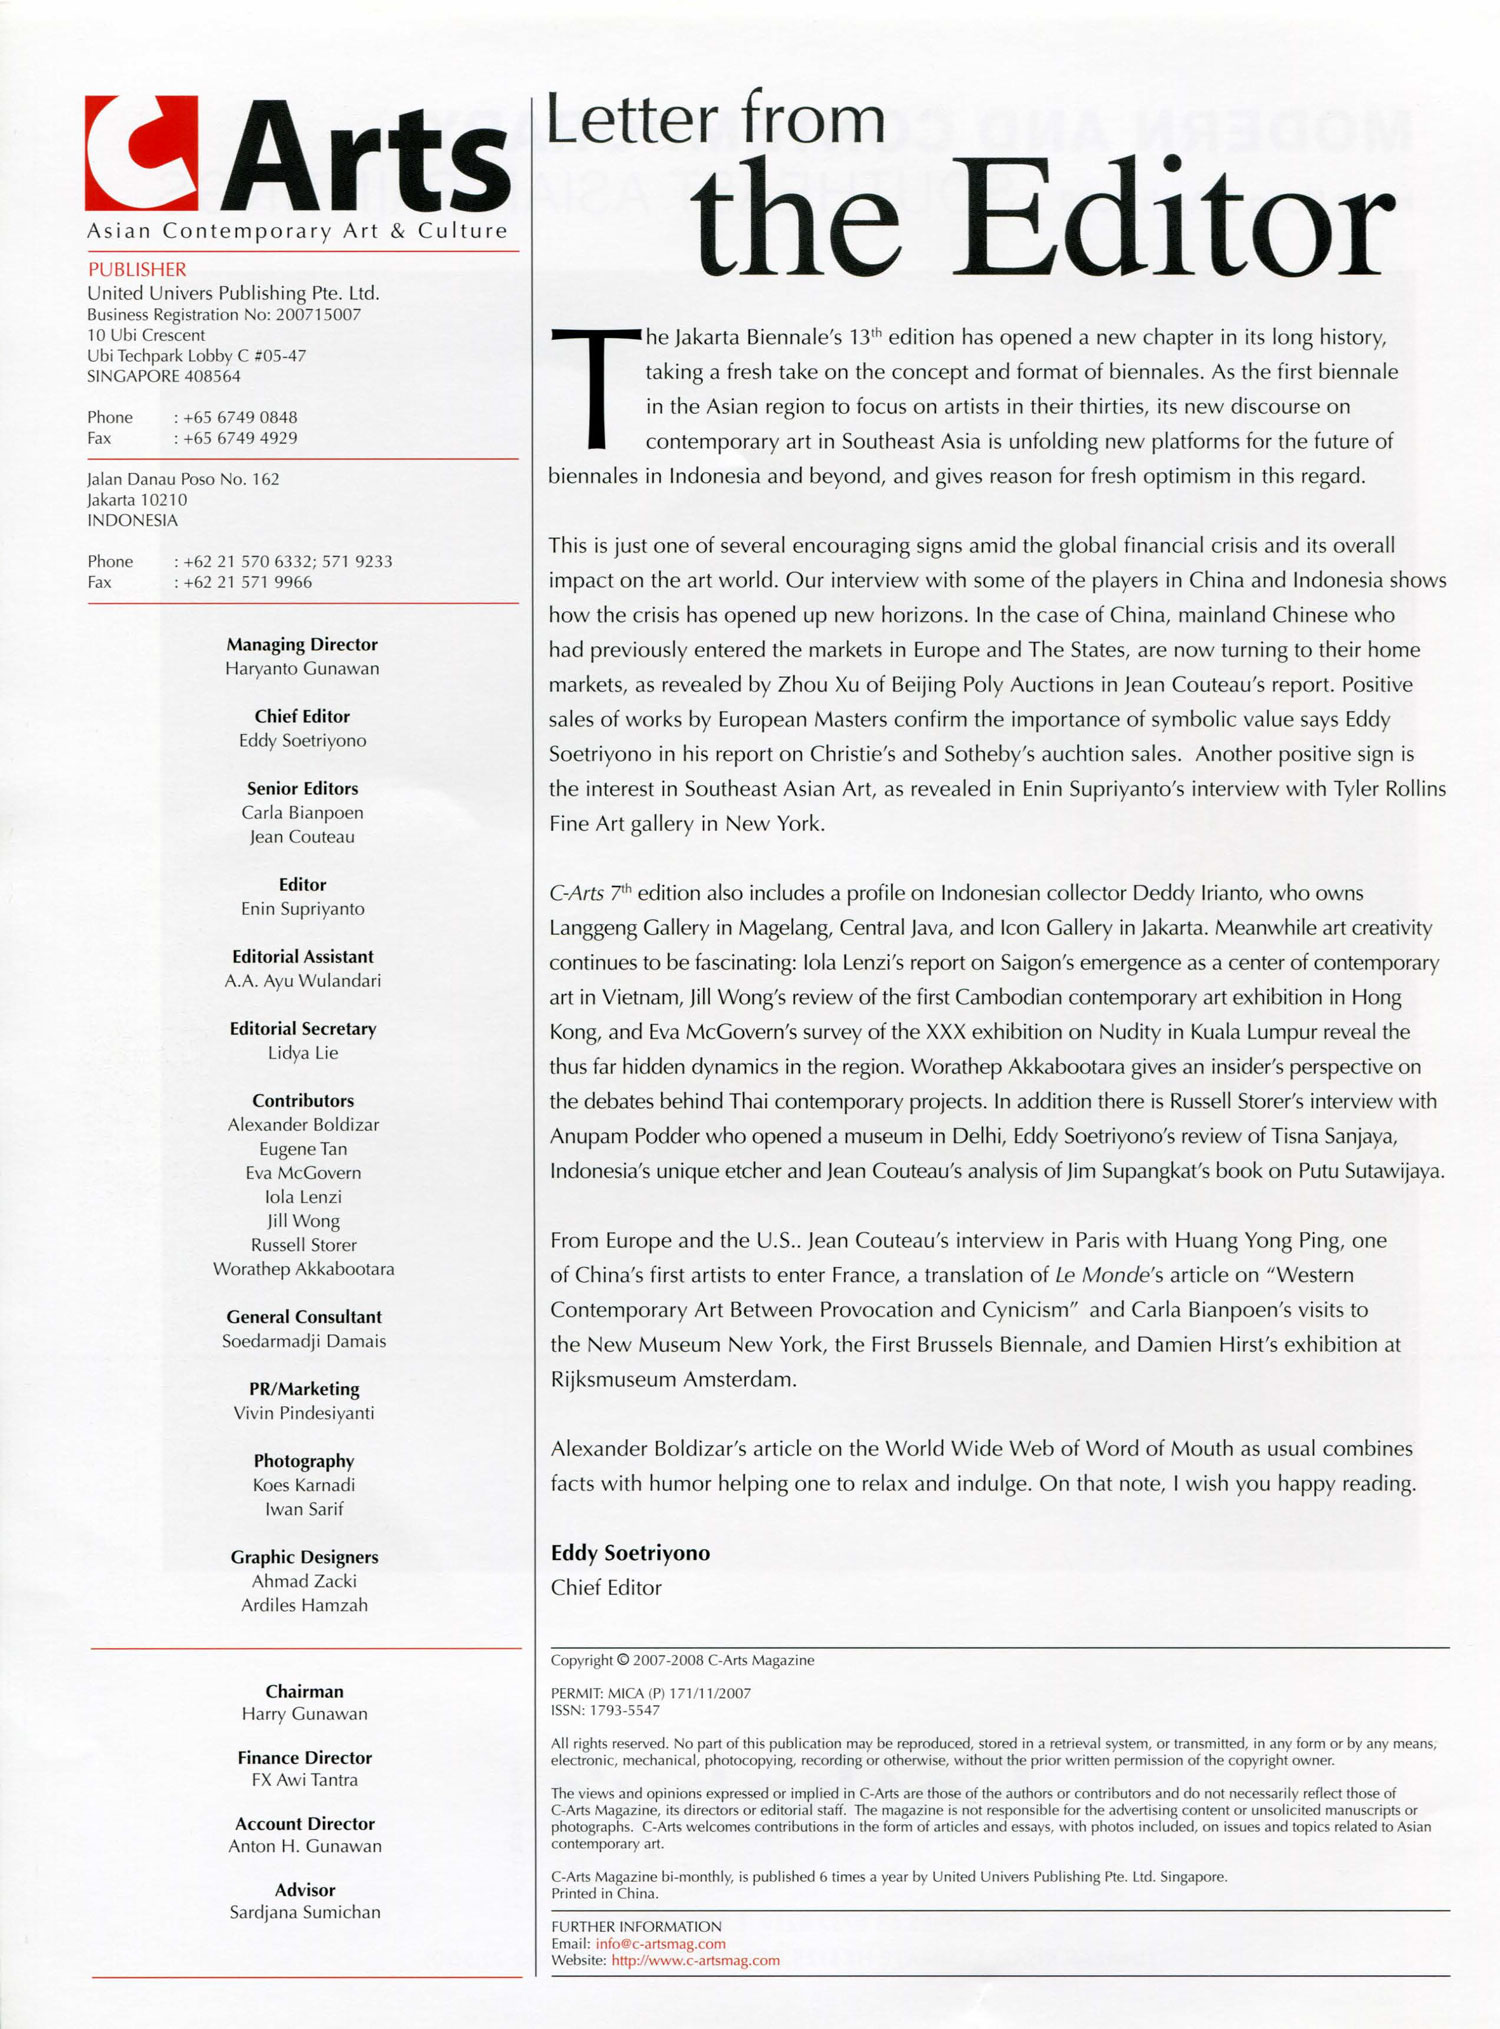 C Arts
Asian Contemporary Art & Culture
PUBLISHER
United Univers Publishing Pte. Ltd.
Business Registration No: 200715007
10 Ubi Crescent
Ubi Techpark Lobby C #05-47
SINGAPORE 408564
Phone : +65 6749 0848
Fax : +65 6749 4929
Jalan Danau Poso No. 162
Jakarta 10210
INDONESIA
Phone : +62 21 570 6332; 571 9233
Fax : +62 21 571 9966
Managing Director
Haryanto Gunawan
Chief Editor
Eddy Soetriyono
Senior Editors
Carla Bianpoen
Jean Couteau
Editor
Enin Supriyanto
Editorial Assistant
A.A. Ayu Wulandari
Editorial Secretary
Lidya Lie
Contributors
Alexander Boldizar
Eugene Tan
Eva McGovern
Iola Lenzi
Jill Wong
Russell Storer
Worathep Akkabootara
General Consultant
Soedarmadji Damais
PR/Marketing
Vivin Pindesiyanti
Photography
Koes Karnadi
Iwan Sarif
Graphic Designers
Ahmad Zacki
Ardiles Hamzah
Chairman
Harry Gunawan
Finance Director
FX Awi Tantra
Account Director
Anton H. Gunawan
Advisor
Sardjana Sumichan
Letter from
the Editor
The Jakarta Biennale's 13th edition has opened a new chapter in its long history,
taking a fresh take on the concept and format of biennales. As the first biennale
in the Asian region to focus on artists in their thirties, its new discourse on
contemporary art in Southeast Asia is unfolding new platforms for the future of
biennales in Indonesia and beyond, and gives reason for fresh optimism in this regard.
This is just one of several encouraging signs amid the global financial crisis and its overall
impact on the art world. Our interview with some of the players in China and Indonesia shows
how the crisis has opened up new horizons. In the case of China, mainland Chinese who
had previously entered the markets in Europe and The States, are now turning to their home
markets, as revealed by Zhou Xu of Beijing Poly Auctions in Jean Couteau's report. Positive
sales of works by European Masters confirm the importance of symbolic value says Eddy
Soetriyono in his report on Christie's and Sotheby's auchtion sales. Another positive sign is
the interest in Southeast Asian Art, as revealed in Enin Supriyanto's interview with Tyler Rollins
Fine Art gallery in New York.
C-Arts 7th edition also includes a profile on Indonesian collector Deddy Irianto, who owns
Langgeng Gallery in Magelang, Central Java, and Icon Gallery in Jakarta. Meanwhile art creativity
continues to be fascinating: Iola Lenzi's report on Saigon's emergence as a center of contemporary
art in Vietnam, Jill Wong's review of the first Cambodian contemporary art exhibition in Hong
Kong, and Eva McGovern's survey of the XXX exhibition on Nudity in Kuala Lumpur reveal the
thus far hidden dynamics in the region. Worathep Akkabootara gives an insider's perspective on
the debates behind Thai contemporary projects. In addition there is Russell Storer's interview with
Anupam Podder who opened a museum in Delhi, Eddy Soetriyono's review of Tisna Sanjaya,
Indonesia's unique etcher and Jean Couteau's analysis of Jim Supangkat's book on Putu Sutawijaya.
From Europe and the U.S.. Jean Couteau's interview in Paris with Huang Yong Ping, one
of China's first artists to enter France, a translation of Le Monde's article on "Western
Contemporary Art Between Provocation and Cynicism" and Carla Bianpoen's visits to
the New Museum New York, the First Brussels Biennale, and Damien Hirst's exhibition at
Rijksmuseum Amsterdam.
Alexander Boldizar's article on the World Wide Web of Word of Mouth as usual combines
facts with humor helping one to relax and indulge. On that note, I wish you happy reading.
Eddy Soetriyono
Chief Editor
Copyright © 2007-2008 C-Arts Magazine
PERMIT: MICA (P) 171/11/2007
ISSN: 1793-5547
All rights reserved. No part of this publication may be reproduced, stored in a retrieval system, or transmitted, in any form or by any means,
electronic, mechanical, photocopying, recording or otherwise, without the prior written permission of the copyright owner.
The views and opinions expressed or implied in C-Arts are those of the authors or contributors and do not necessarily reflect those of
C-Arts Magazine, its directors or editorial staff. The magazine is not responsible for the advertising content or unsolicited manuscripts or
photographs. C-Arts welcomes contributions in the form of articles and essays, with photos included, on issues and topics related to Asian
contemporary art.
C-Arts Magazine bi-monthly, is published 6 times a year by United Univers Publishing Pte. Ltd. Singapore.
Printed in China.
FURTHER INFORMATION
Email: info@c-artsmag.com
Website: http://www.c-artsmag.com